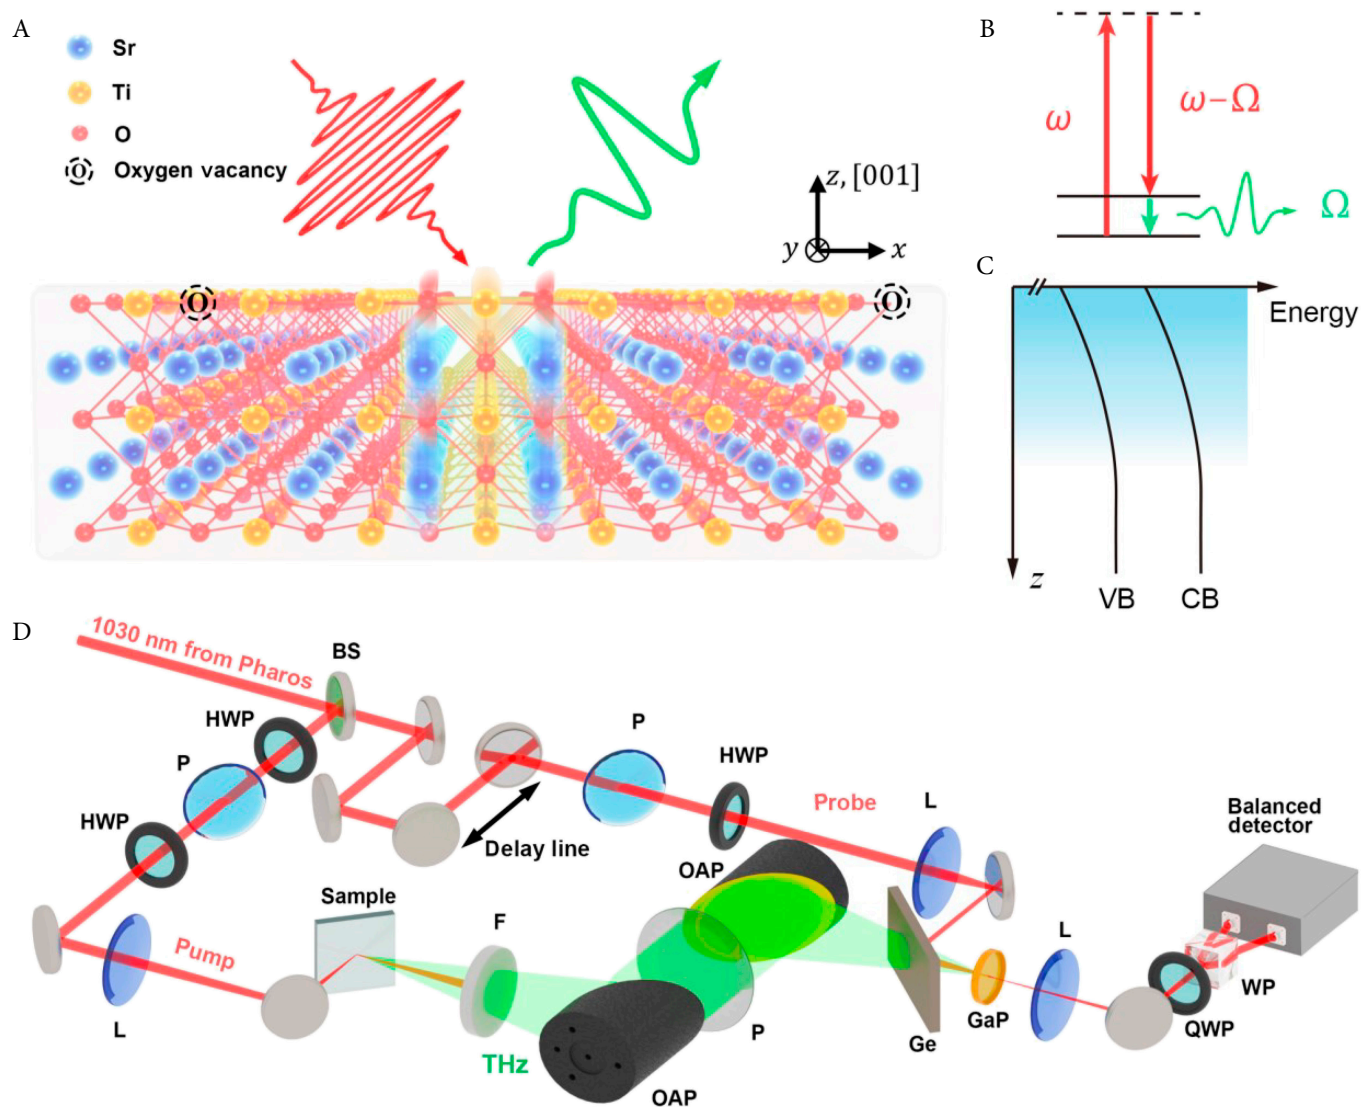 A
Sr
Ti
O
O Oxygen vacancy
z, [001]
y
x
O
O
B
ω
ω−Ω
Ω
C
Energy
z
VB
CB
D
1030 nm from Pharos
BS
HWP
P
HWP
P
HWP
Delay line
Probe
L
Balanced
detector
Sample
F
OAP
L
Pump
L
THz
OAP
P
Ge
GaP
QWP
WP